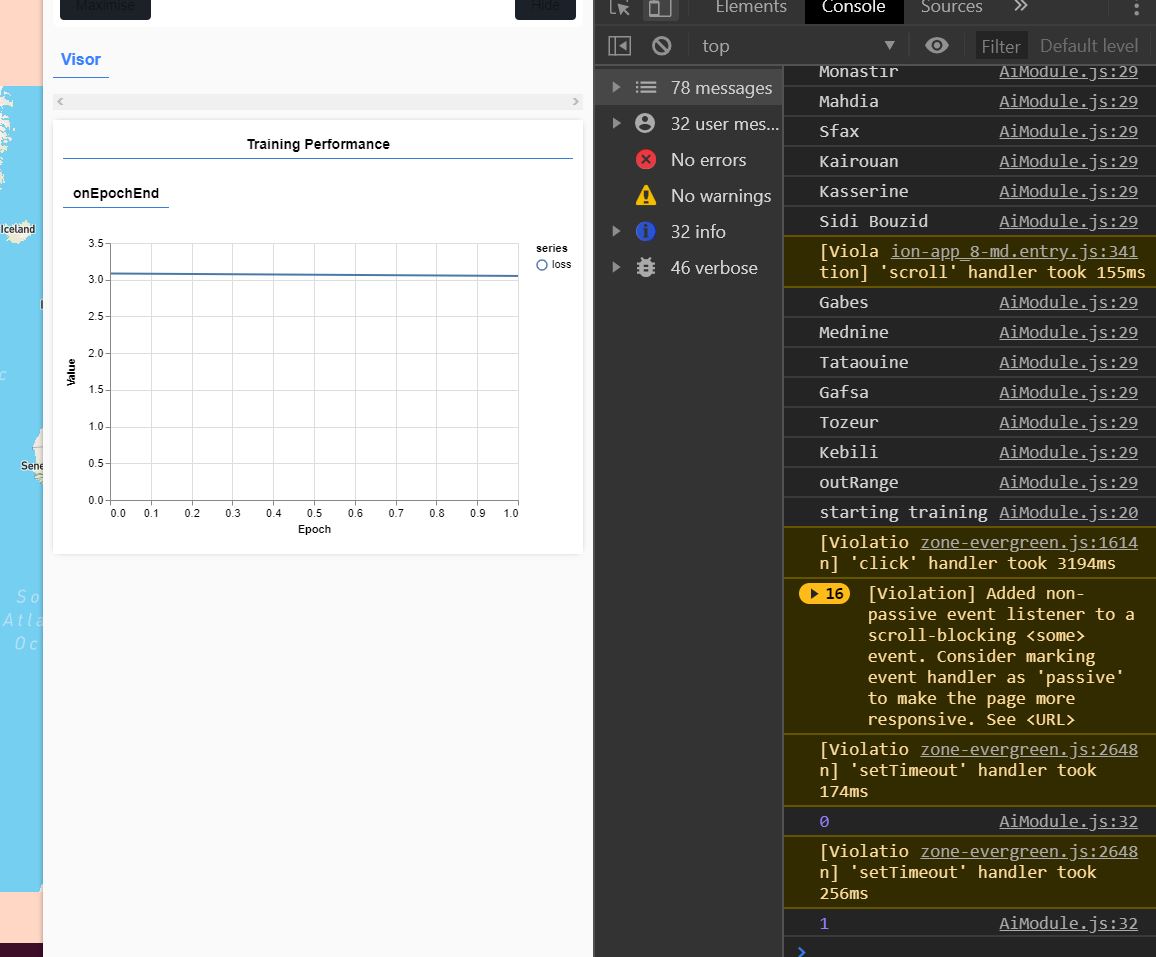 Maximise
Hide
Visor
Training Performance
onEpochEnd
3.5
3.0
2.5
2.0
1.5
1.0
0.5
0.0
Value
0.0 0.1 0.2 0.3 0.4 0.5 0.6 0.7 0.8 0.9 1.0
Epoch
series
loss
Iceland
Sene
c
So
Atla
Oc
Elements Console Sources
top
Filter Default level
78 messages
32 user mes...
No errors
No warnings
32 info
46 verbose
Monastir AiModule.js:29
Mahdia AiModule.js:29
Sfax AiModule.js:29
Kairouan AiModule.js:29
Kasserine AiModule.js:29
Sidi Bouzid AiModule.js:29
[Viola ion-app_8-md.entry.js:341
tion] 'scroll' handler took 155ms
Gabes AiModule.js:29
Mednine AiModule.js:29
Tataouine AiModule.js:29
Gafsa AiModule.js:29
Tozeur AiModule.js:29
Kebili AiModule.js:29
outRange AiModule.js:29
starting training AiModule.js:20
[Violatio zone-evergreen.js:1614
n] 'click' handler took 3194ms
16 [Violation] Added non-
passive event listener to a
scroll-blocking <some>
event. Consider marking
event handler as 'passive'
to make the page more
responsive. See <URL>
[Violatio zone-evergreen.js:2648
n] 'setTimeout' handler took
174ms
0 AiModule.js:32
[Violatio zone-evergreen.js:2648
n] 'setTimeout' handler took
256ms
1 AiModule.js:32